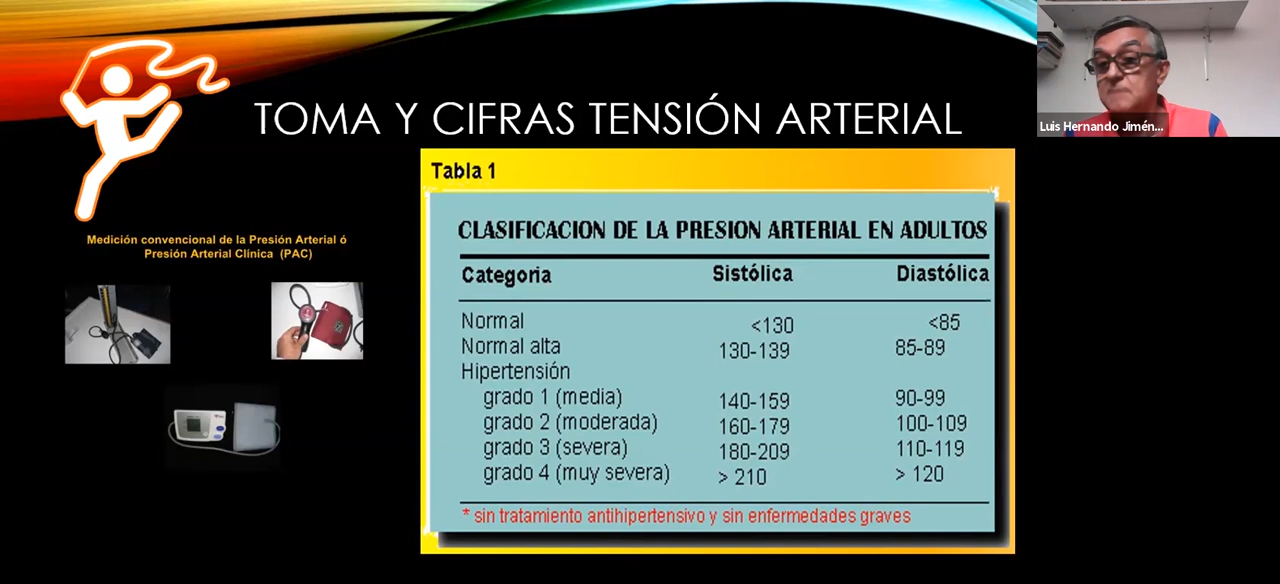 TOMA Y CIFRAS TENSIÓN ARTERIAL
Luis Hernando Jimén...
Medición convencional de la Presión Arterial ó
Presión Arterial Clínica (PAC)
Tabla 1
CLASIFICACION DE LA PRESION ARTERIAL EN ADULTOS
Categoria Sistólica Diastólica
Normal <130 <85
Normal alta 130-139 85-89
Hipertensión
grado 1 (media) 140-159 90-99
grado 2 (moderada) 160-179 100-109
grado 3 (severa) 180-209 110-119
grado 4 (muy severa) > 210 > 120
* sin tratamiento antihipertensivo y sin enfermedades graves